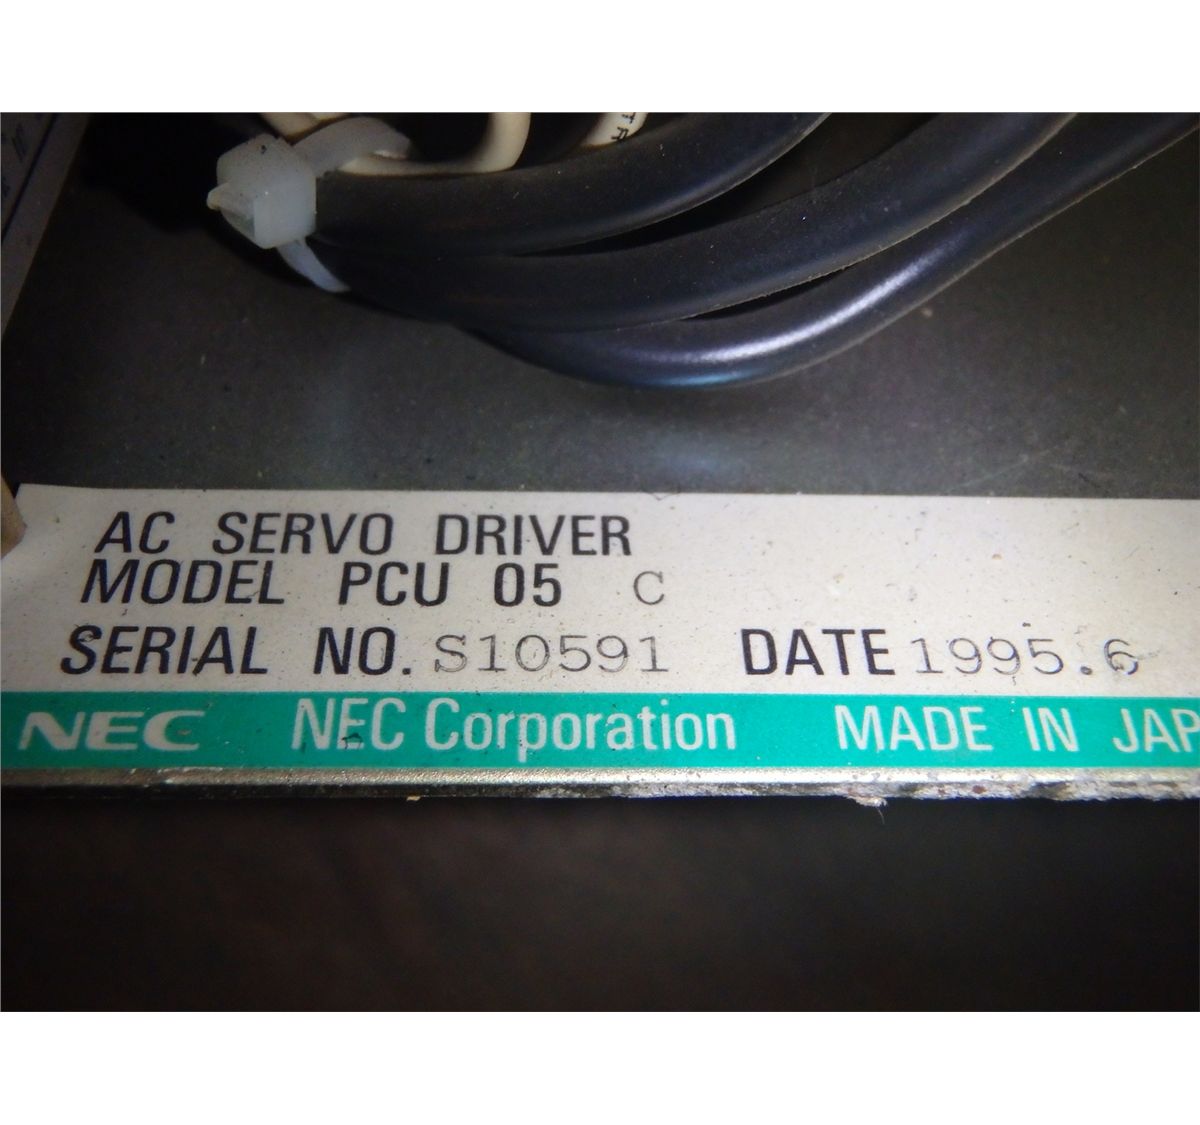 AC SERVO DRIVER
MODEL PCU 05 C
SERIAL NO. S10591 DATE 1995.6
NEC NEC Corporation MADE IN JAP